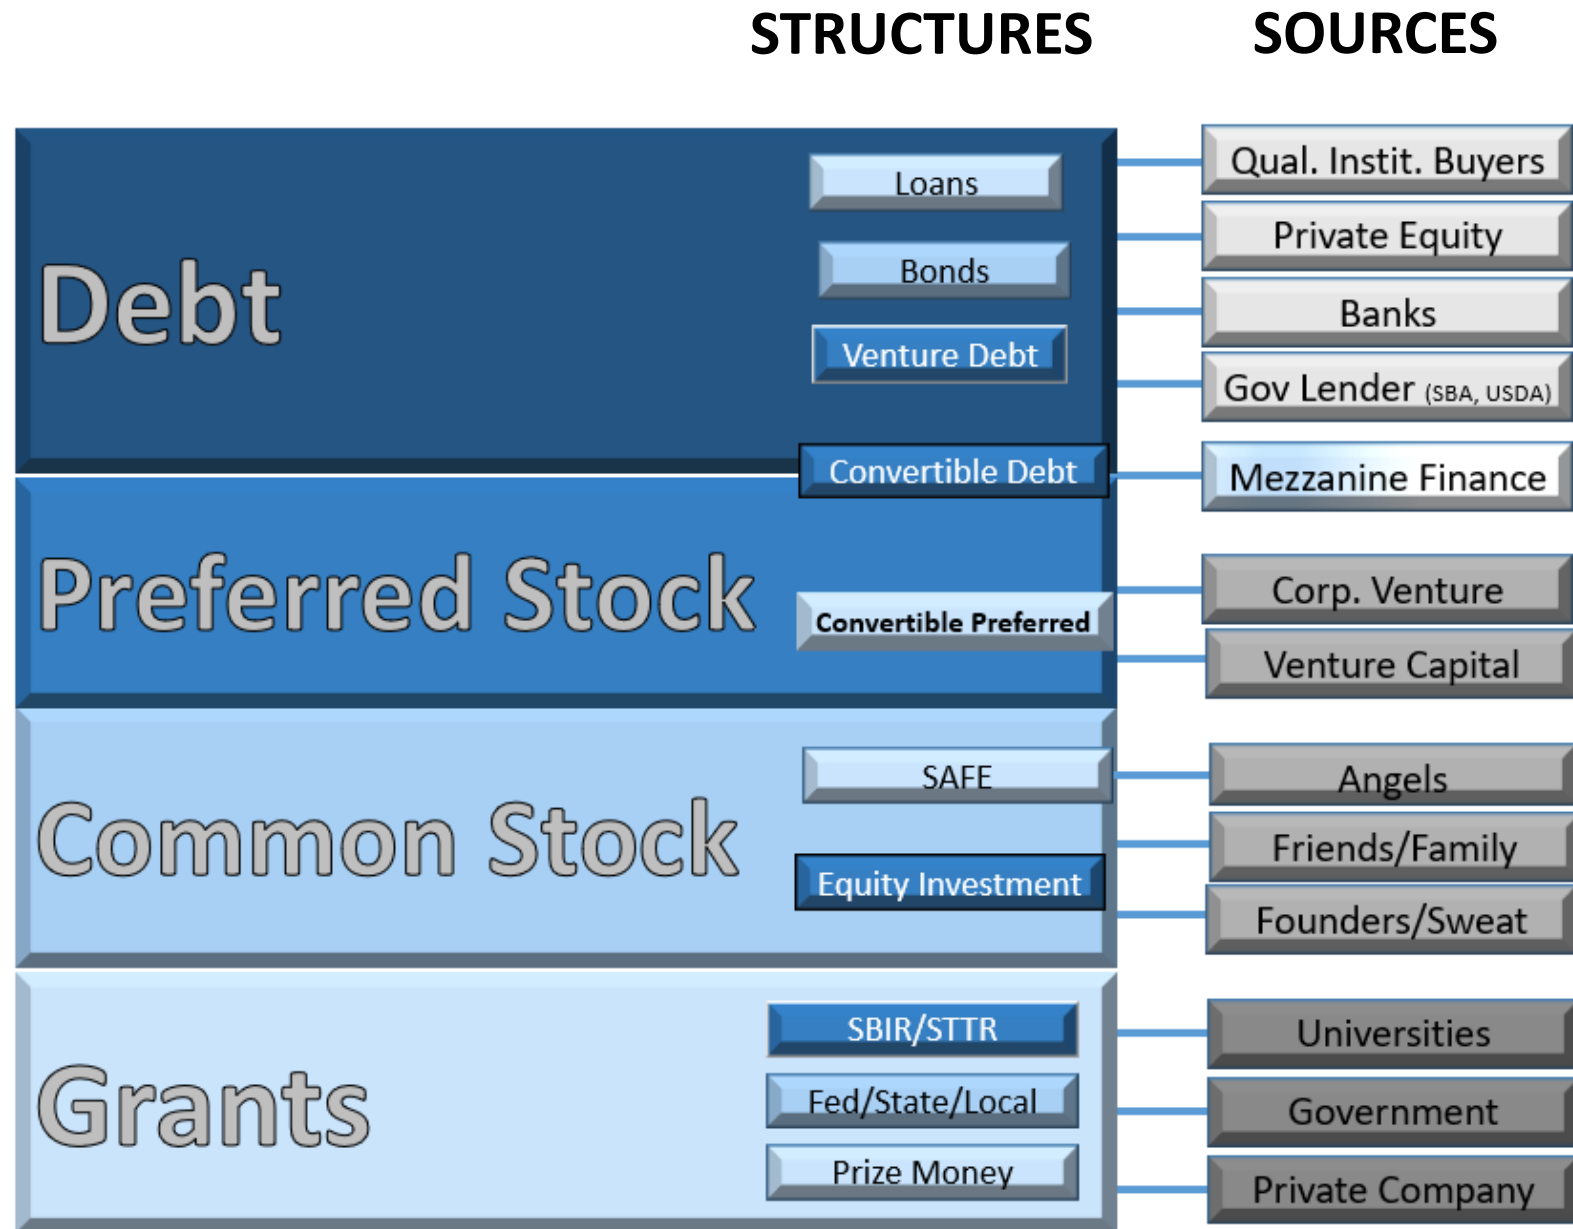 STRUCTURES
SOURCES
Debt
Loans
Bonds
Venture Debt
Convertible Debt
Qual. Instit. Buyers
Private Equity
Banks
Gov Lender (SBA, USDA)
Mezzanine Finance
Preferred Stock
Convertible Preferred
Corp. Venture
Venture Capital
Common Stock
SAFE
Equity Investment
Angels
Friends/Family
Founders/Sweat
Grants
SBIR/STTR
Fed/State/Local
Prize Money
Universities
Government
Private Company